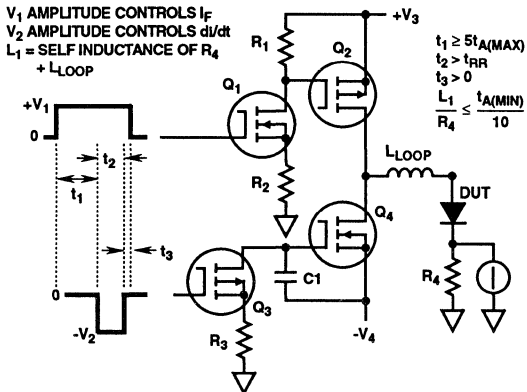 V1 AMPLITUDE CONTROLS IF
V2 AMPLITUDE CONTROLS di/dt
L1 = SELF INDUCTANCE OF R4
+ LLOOP
+V3
t1 ≥ 5tA(MAX)
t2 > tRR
t3 > 0
L1/R4 ≤ tA(MIN)/10
R1
Q2
Q1
+V1
0
t2
t1
R2
LLOOP
DUT
Q4
t3
0
C1
R4
Q3
-V2
R3
-V4